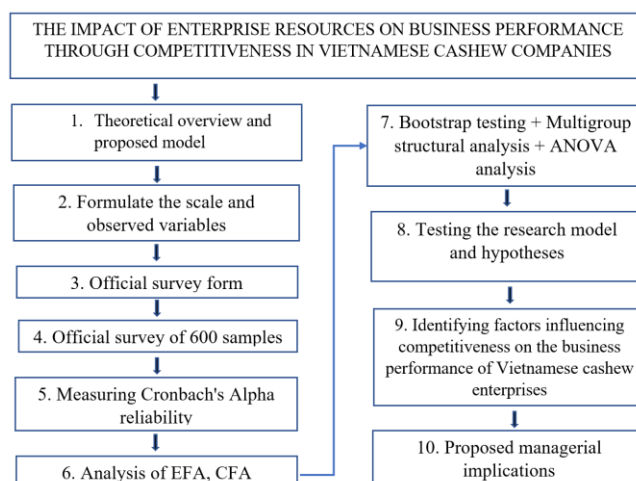 THE IMPACT OF ENTERPRISE RESOURCES ON BUSINESS PERFORMANCE
THROUGH COMPETITIVENESS IN VIETNAMESE CASHEW COMPANIES
1. Theoretical overview and
proposed model
2. Formulate the scale and
observed variables
3. Official survey form
4. Official survey of 600 samples
5. Measuring Cronbach's Alpha
reliability
6. Analysis of EFA, CFA
7. Bootstrap testing + Multigroup
structural analysis + ANOVA
analysis
8. Testing the research model
and hypotheses
9. Identifying factors influencing
competitiveness on the business
performance of Vietnamese cashew
enterprises
10. Proposed managerial
implications